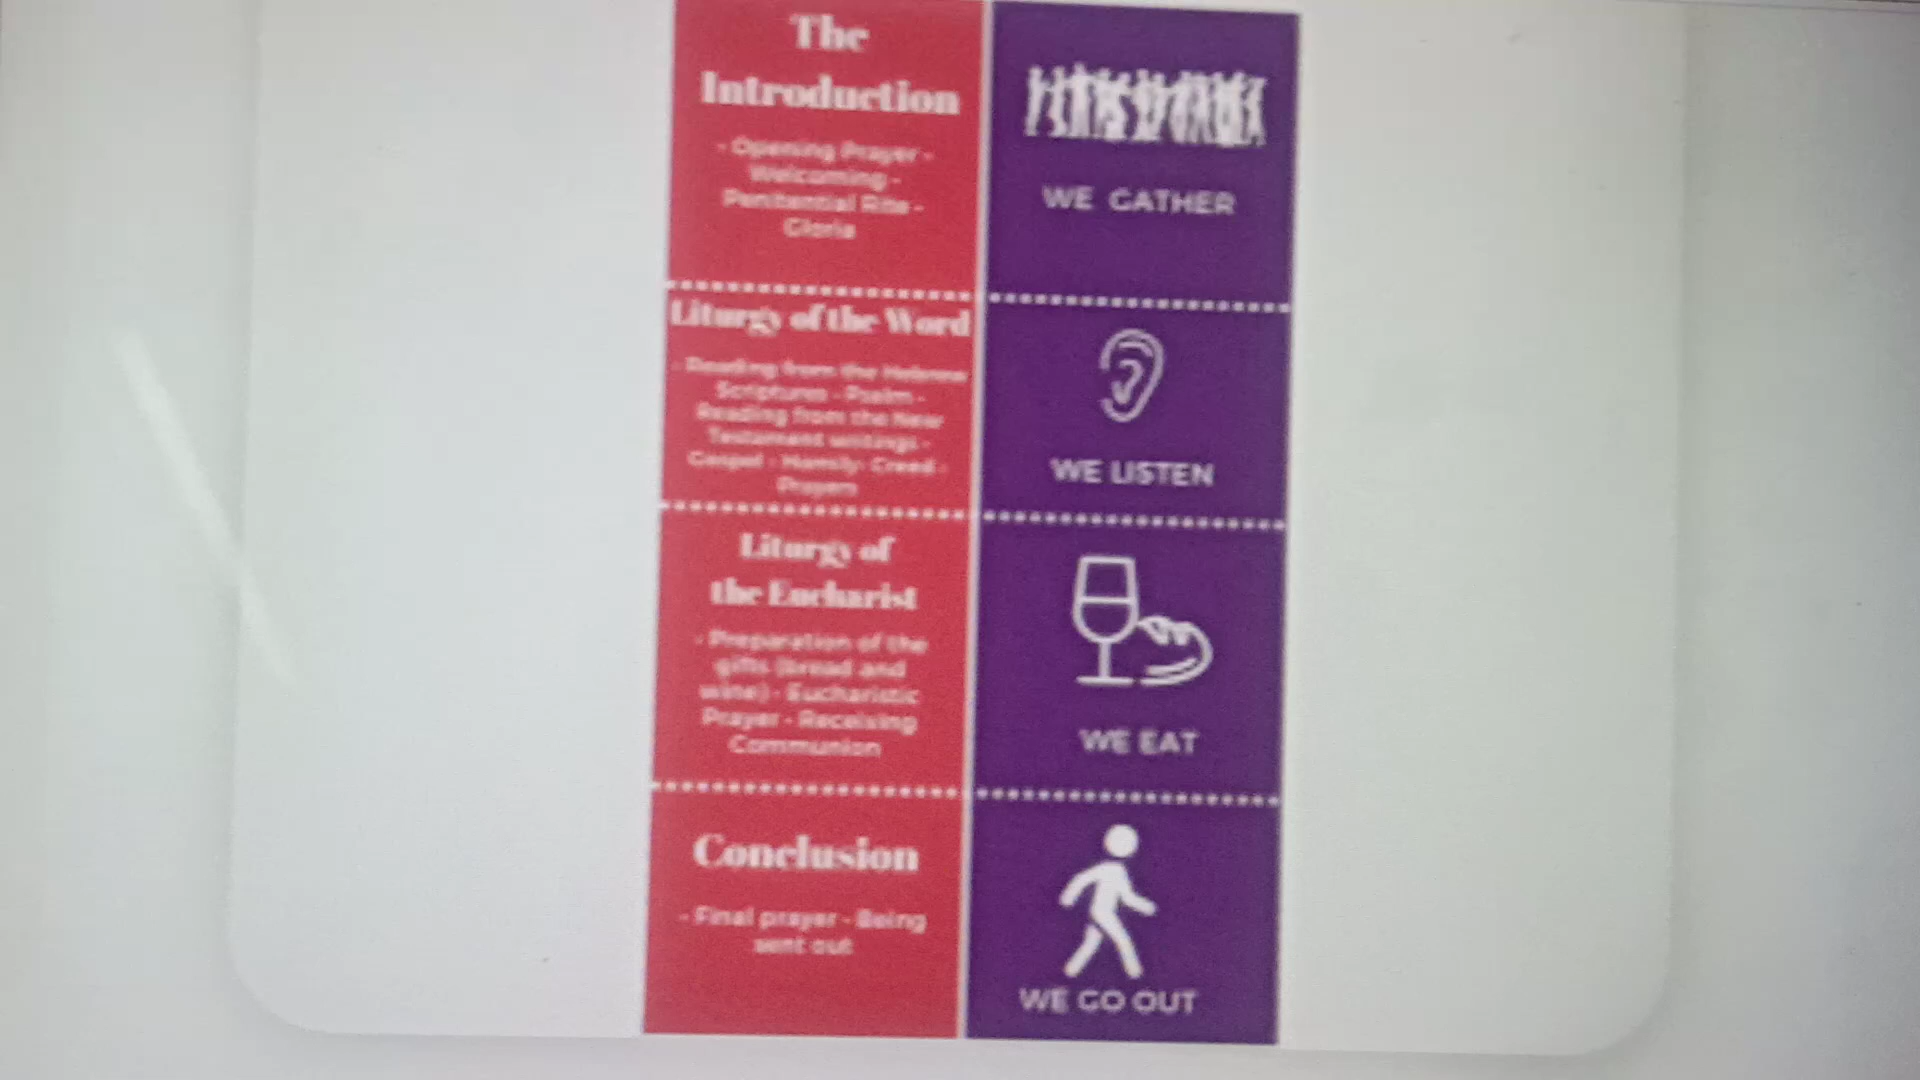 The
Introduction
- Opening Prayer -
Welcoming -
Penitential Rite -
Gloria
WE GATHER
Liturgy of the Word
- Reading from the Hebrew
Scriptures - Psalm -
Reading from the New
Testament writings -
Gospel - Homily- Creed -
Prayers
WE LISTEN
Liturgy of
the Eucharist
- Preparation of the
gifts (bread and
wine) - Eucharistic
Prayer - Receiving
Communion
WE EAT
Conclusion
- Final prayer - Being
sent out
WE GO OUT